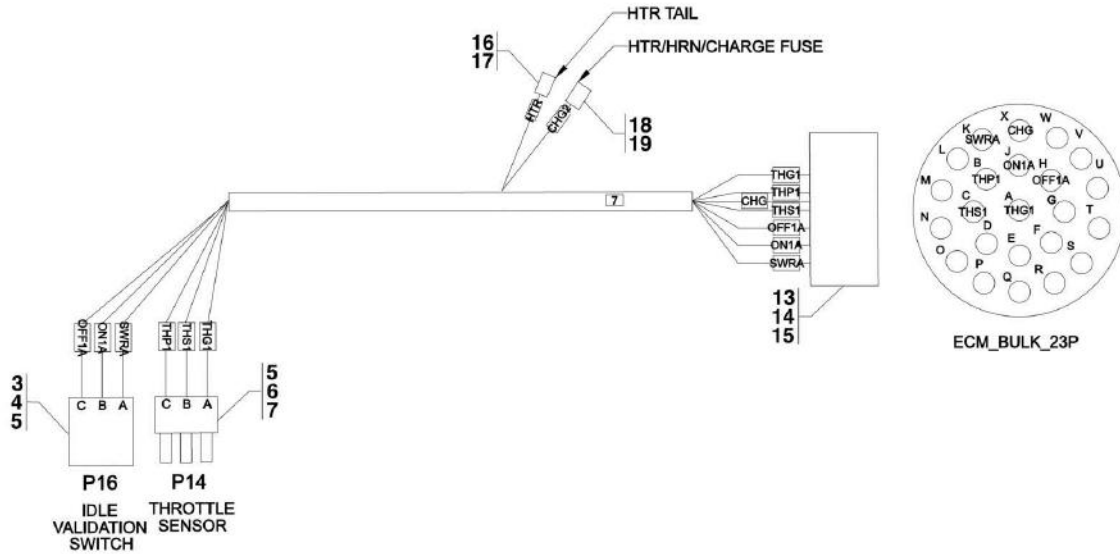 HTR TAIL
HTR/HRN/CHARGE FUSE
16
17
HTR
CHG2
18
19
7
THG1
THP1
CHG
THS1
OFF1A
ON1A
SWRA
13
14
15
X
W
K
CHG
V
SWRA
L
J
ON1A
B
H
U
M
THP1
OFF1A
C
A
G
N
THS1
THG1
T
D
F
O
E
S
P
Q
R
ECM_BULK_23P
OFF1A
ON1A
SWRA
THP1
THS1
THG1
3
4
5
C B A
C B A
5
6
7
P16
IDLE
VALIDATION
SWITCH
P14
THROTTLE
SENSOR